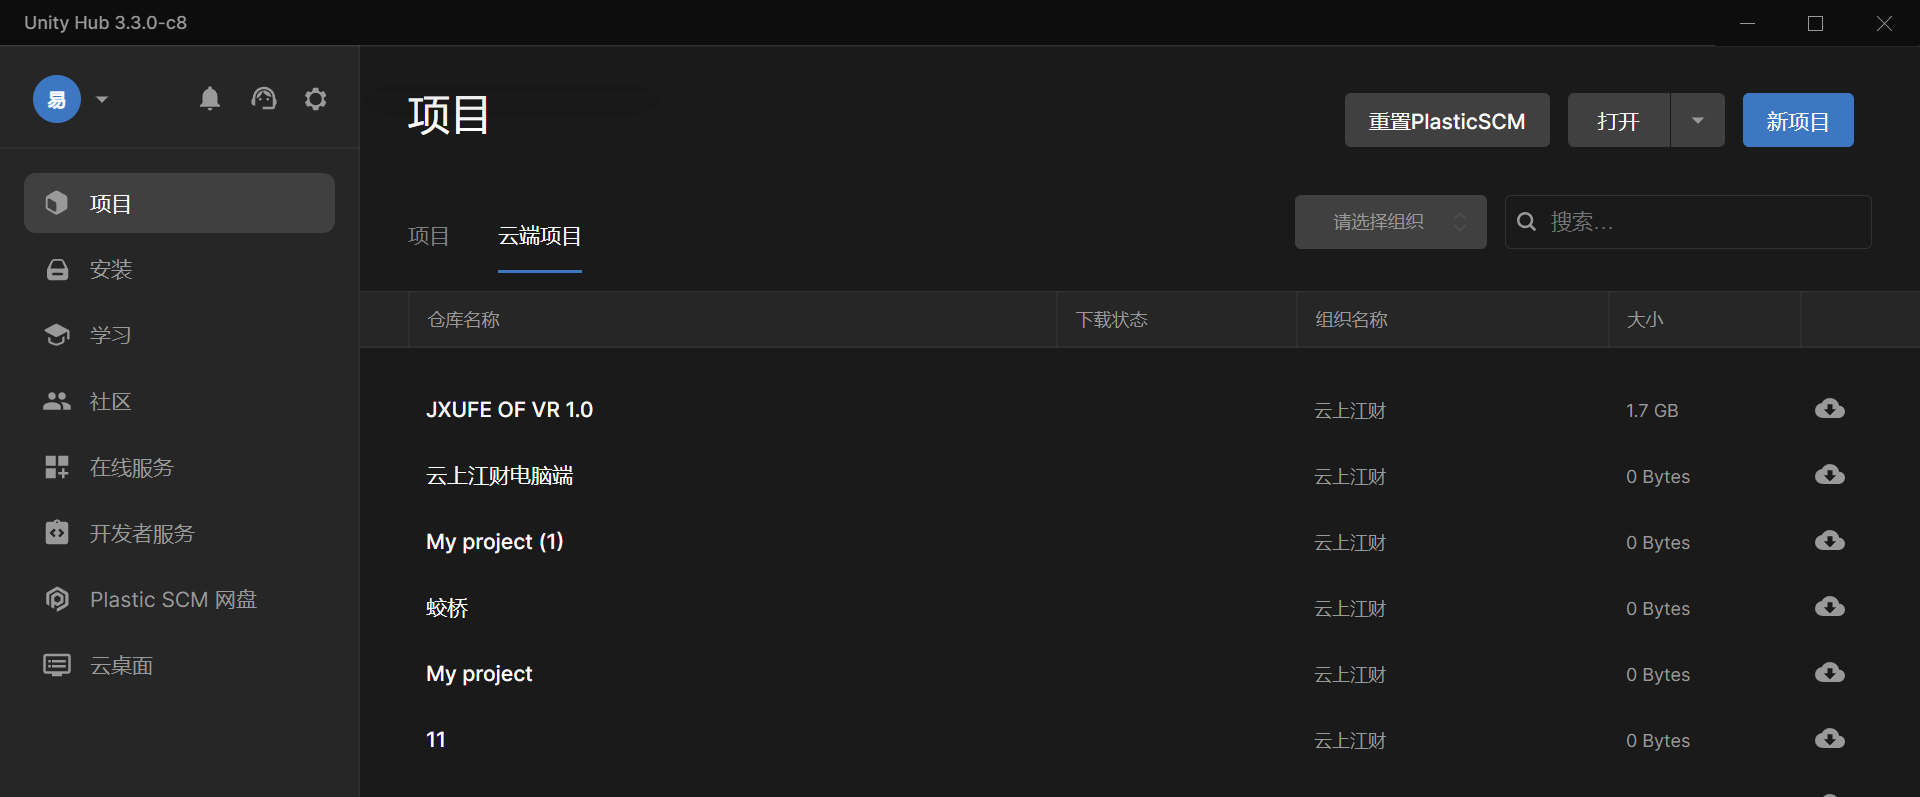 Unity Hub 3.3.0-c8
易
项目
安装
学习
社区
在线服务
开发者服务
Plastic SCM 网盘
云桌面
项目
重置PlasticSCM
打开
新项目
项目
云端项目
请选择组织
搜索...
仓库名称 下载状态 组织名称 大小
JXUFE OF VR 1.0 云上江财 1.7 GB
云上江财电脑端 云上江财 0 Bytes
My project (1) 云上江财 0 Bytes
蛟桥 云上江财 0 Bytes
My project 云上江财 0 Bytes
11 云上江财 0 Bytes